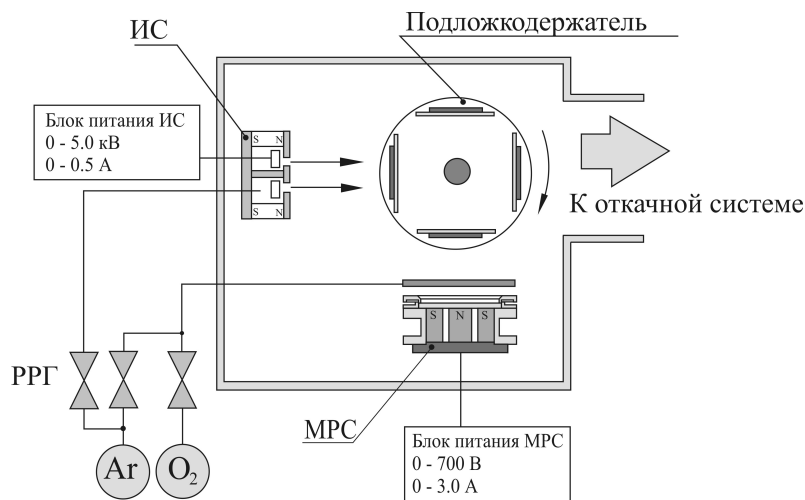 ИС
Подложкодержатель
Блок питания ИС
0 - 5.0 кВ
0 - 0.5 А
S N
S N
К откачной системе
S N S
РРГ
МРС
Ar
O₂
Блок питания МРС
0 - 700 В
0 - 3.0 А